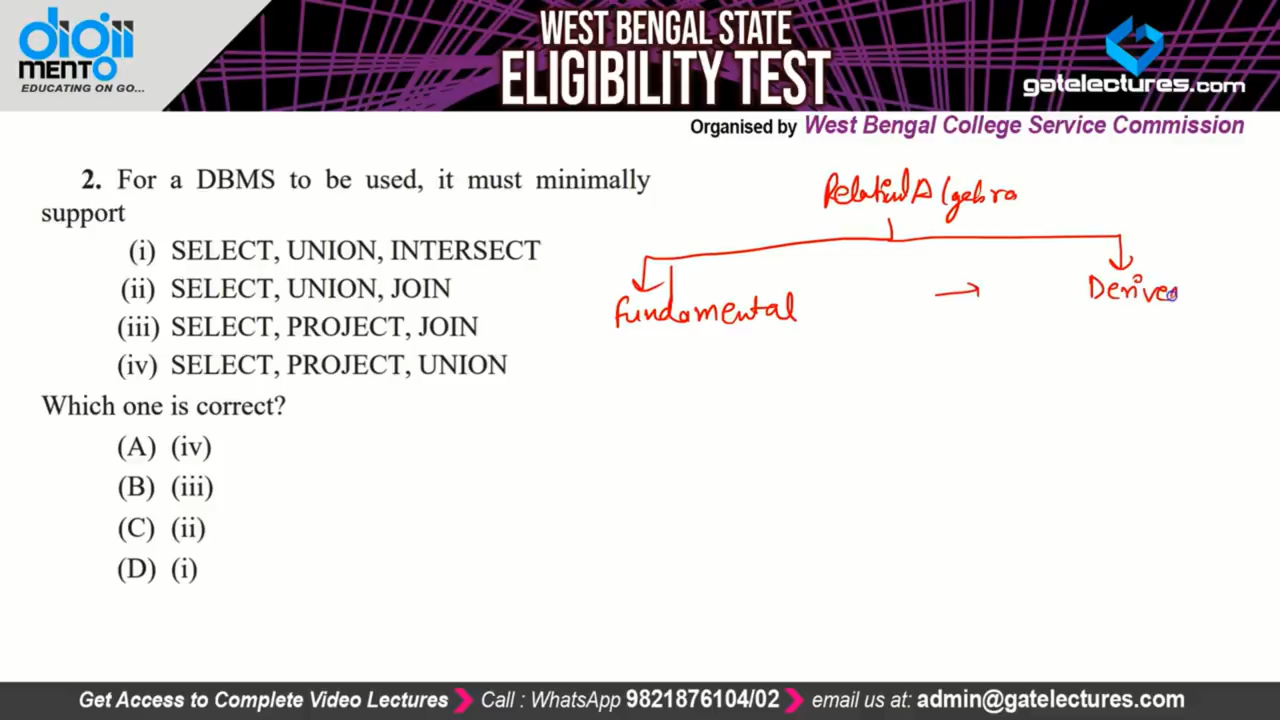 digii
MENTO
EDUCATING ON GO...
WEST BENGAL STATE
ELIGIBILITY TEST
gatelectures.com
Organised by West Bengal College Service Commission
2. For a DBMS to be used, it must minimally
support
(i) SELECT, UNION, INTERSECT
(ii) SELECT, UNION, JOIN
(iii) SELECT, PROJECT, JOIN
(iv) SELECT, PROJECT, UNION
Which one is correct?
(A) (iv)
(B) (iii)
(C) (ii)
(D) (i)
Relational Algebra
Fundamental
Derived
Get Access to Complete Video Lectures Call : WhatsApp 9821876104/02 email us at: admin@gatelectures.com